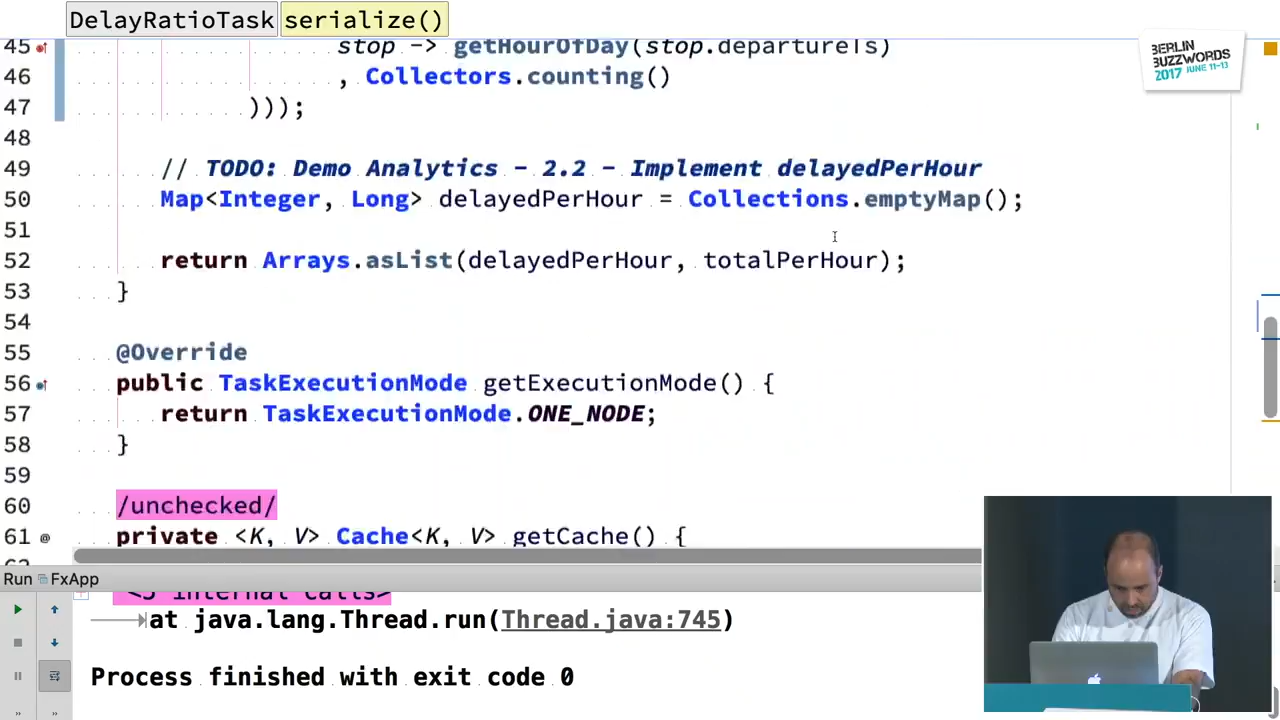 DelayRatioTask serialize()
BERLIN
BUZZWORDS
2017 JUNE 11-13
45 stop -> getHourOfDay(stop.departureTs)
46 , Collectors.counting()
47 )));
48
49 // TODO: Demo Analytics - 2.2 - Implement delayedPerHour
50 Map<Integer, Long> delayedPerHour = Collections.emptyMap();
51
52 return Arrays.asList(delayedPerHour, totalPerHour);
53 }
54
55 @Override
56 public TaskExecutionMode getExecutionMode() {
57 return TaskExecutionMode.ONE_NODE;
58 }
59
60 /unchecked/
61 @ private <K, V> Cache<K, V> getCache() {
Run FxApp
<5 internal calls>
at java.lang.Thread.run(Thread.java:745)
Process finished with exit code 0